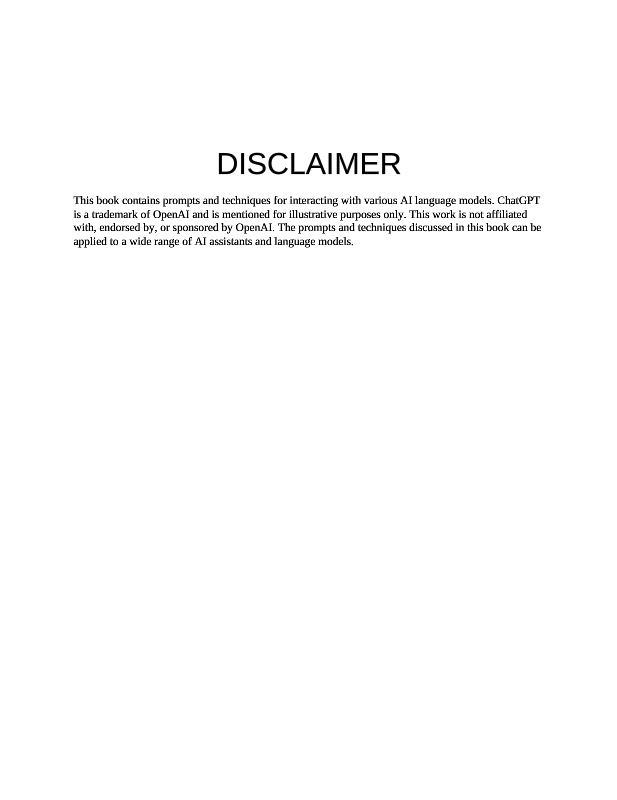 DISCLAIMER
This book contains prompts and techniques for interacting with various AI language models. ChatGPT
is a trademark of OpenAI and is mentioned for illustrative purposes only. This work is not affiliated
with, endorsed by, or sponsored by OpenAI. The prompts and techniques discussed in this book can be
applied to a wide range of AI assistants and language models.